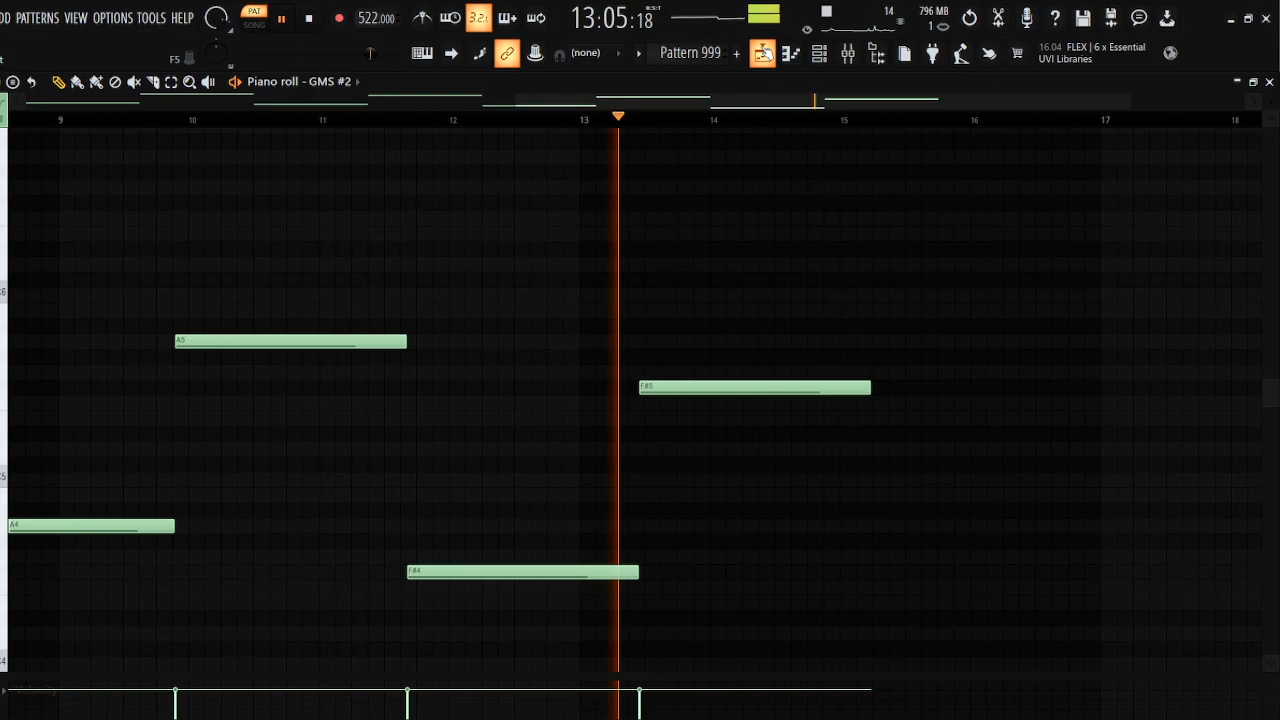 PATTERNS VIEW OPTIONS TOOLS HELP
PAT
SONG
522.000
3.2.
13:05:18
14
796 MB
1
F5
(none)
Pattern 999
16.04 FLEX | 6 x Essential
UVI Libraries
Piano roll - GMS #2
9 10 11 12 13 14 15 16 17 18
A5
F#5
A4
F#4